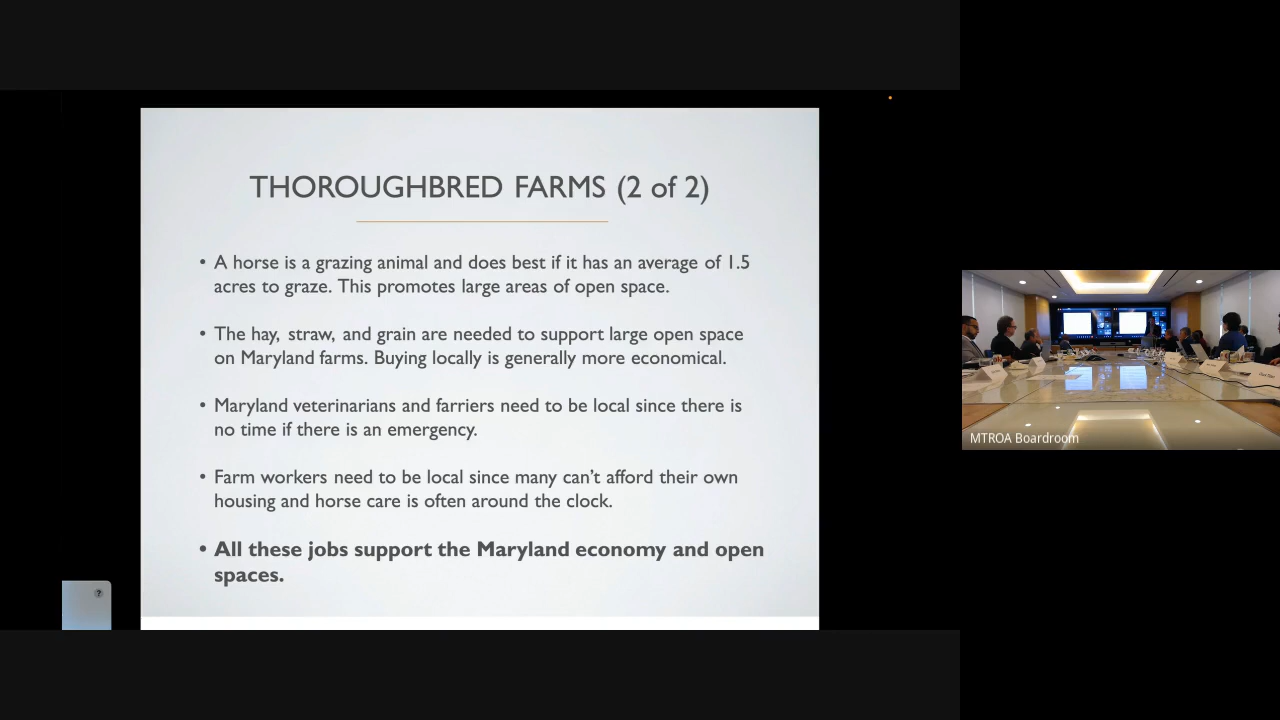 THOROUGHBRED FARMS (2 of 2)
• A horse is a grazing animal and does best if it has an average of 1.5
acres to graze. This promotes large areas of open space.
• The hay, straw, and grain are needed to support large open space
on Maryland farms. Buying locally is generally more economical.
• Maryland veterinarians and farriers need to be local since there is
no time if there is an emergency.
• Farm workers need to be local since many can't afford their own
housing and horse care is often around the clock.
• All these jobs support the Maryland economy and open
spaces.
?
MTROA Boardroom